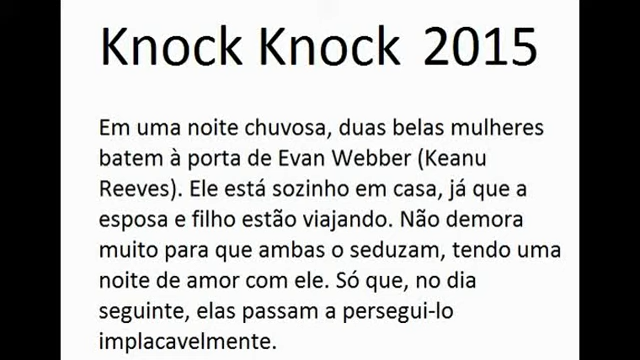 Knock Knock 2015
Em uma noite chuvosa, duas belas mulheres
batem à porta de Evan Webber (Keanu
Reeves). Ele está sozinho em casa, já que a
esposa e filho estão viajando. Não demora
muito para que ambas o seduzam, tendo uma
noite de amor com ele. Só que, no dia
seguinte, elas passam a persegui-lo
implacavelmente.